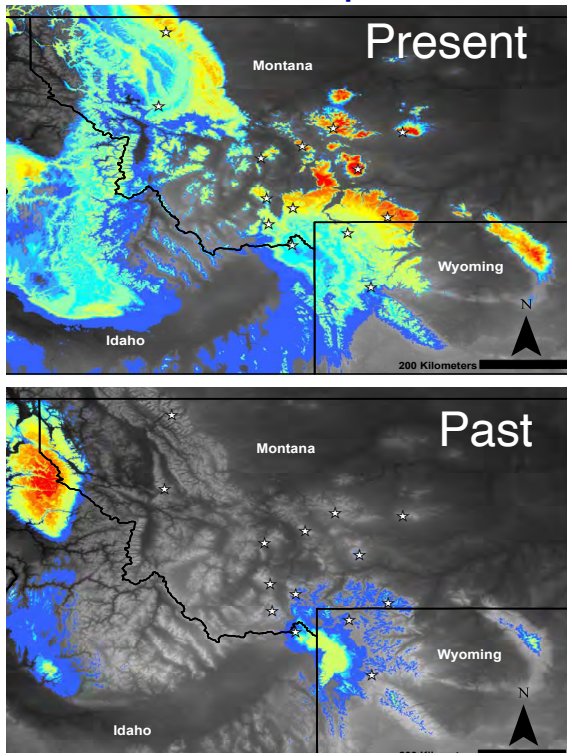 Present
Montana
Wyoming
N
Idaho
200 Kilometers
Past
Montana
Wyoming
N
Idaho